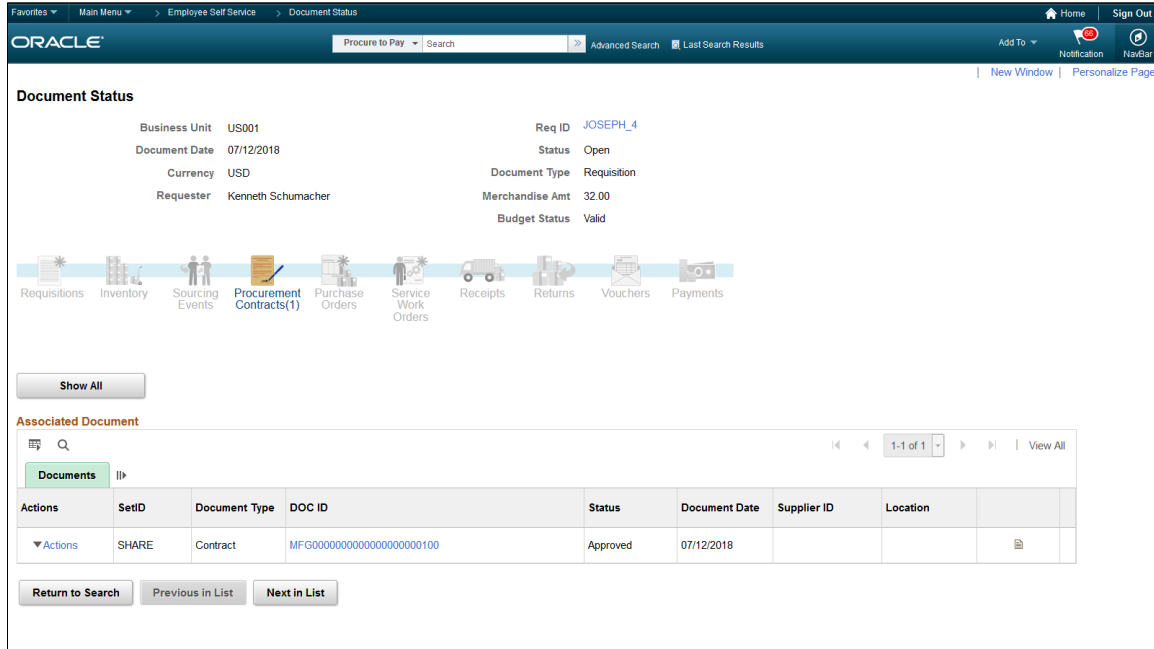 Favorites Main Menu > Employee Self Service > Document Status Home Sign Out
ORACLE Procure to Pay Search » Advanced Search Last Search Results Add To 66 Notification NavBar
| New Window | Personalize Page
Document Status
Business Unit US001 Req ID JOSEPH_4
Document Date 07/12/2018 Status Open
Currency USD Document Type Requisition
Requester Kenneth Schumacher Merchandise Amt 32.00
Budget Status Valid
Requisitions Inventory Sourcing Events Procurement Contracts(1) Purchase Orders Service Work Orders Receipts Returns Vouchers Payments
Show All
Associated Document
1-1 of 1 | View All
Documents
Actions SetID Document Type DOC ID Status Document Date Supplier ID Location
Actions SHARE Contract MFG0000000000000000000100 Approved 07/12/2018
Return to Search Previous in List Next in List